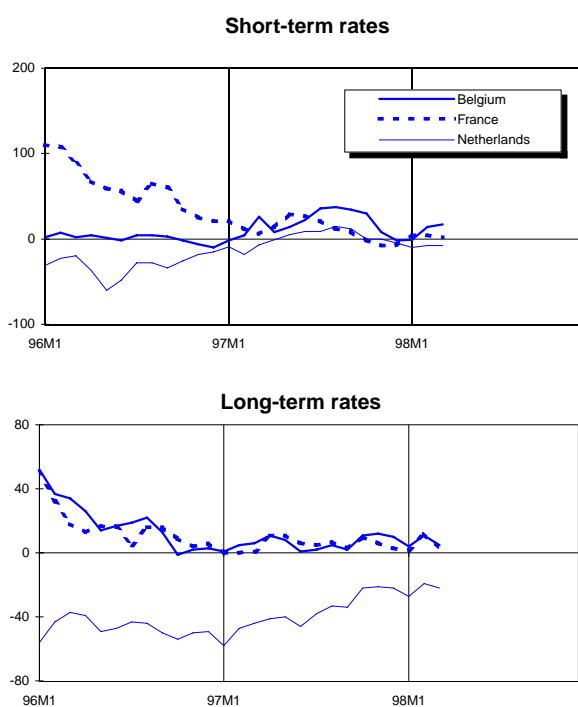 Short-term rates
200
Belgium
France
Netherlands
100
0
-100
96M1 97M1 98M1
Long-term rates
80
40
0
-40
-80
96M1 97M1 98M1